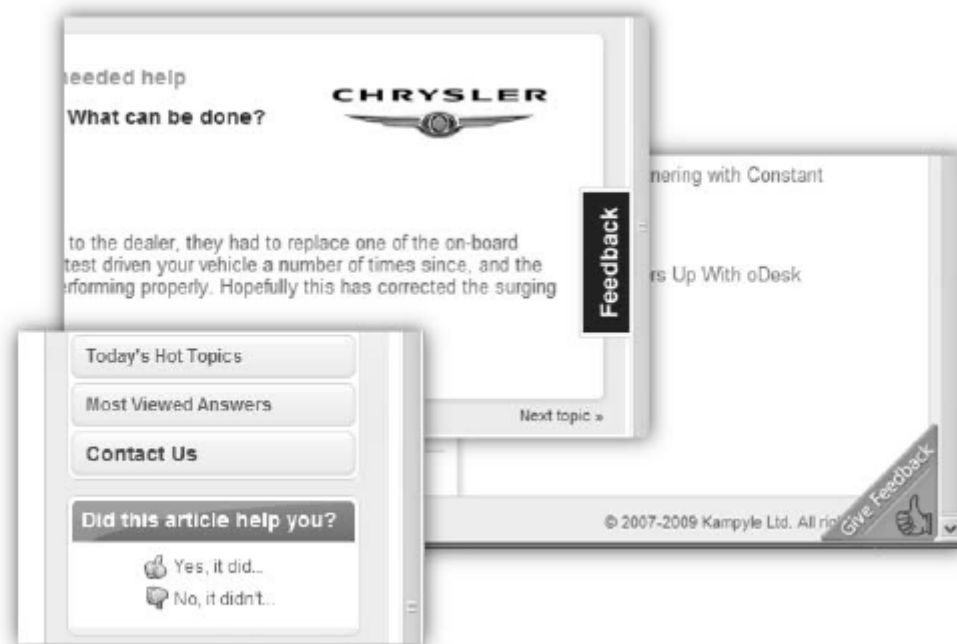 needed help
CHRYSLER
What can be done?
to the dealer, they had to replace one of the on-board
test driven your vehicle a number of times since, and the
performing properly. Hopefully this has corrected the surging
Feedback
Next topic »
nering with Constant
rs Up With oDesk
© 2007-2009 Kampyle Ltd. All rig
Give Feedback
Today's Hot Topics
Most Viewed Answers
Contact Us
Did this article help you?
Yes, it did...
No, it didn't...